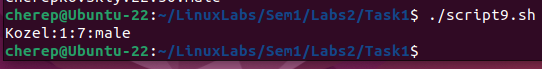 cherep@Ubuntu-22:~/LinuxLabs/Sem1/Labs2/Task1$ ./script9.sh
Kozel:1:7:male
cherep@Ubuntu-22:~/LinuxLabs/Sem1/Labs2/Task1$